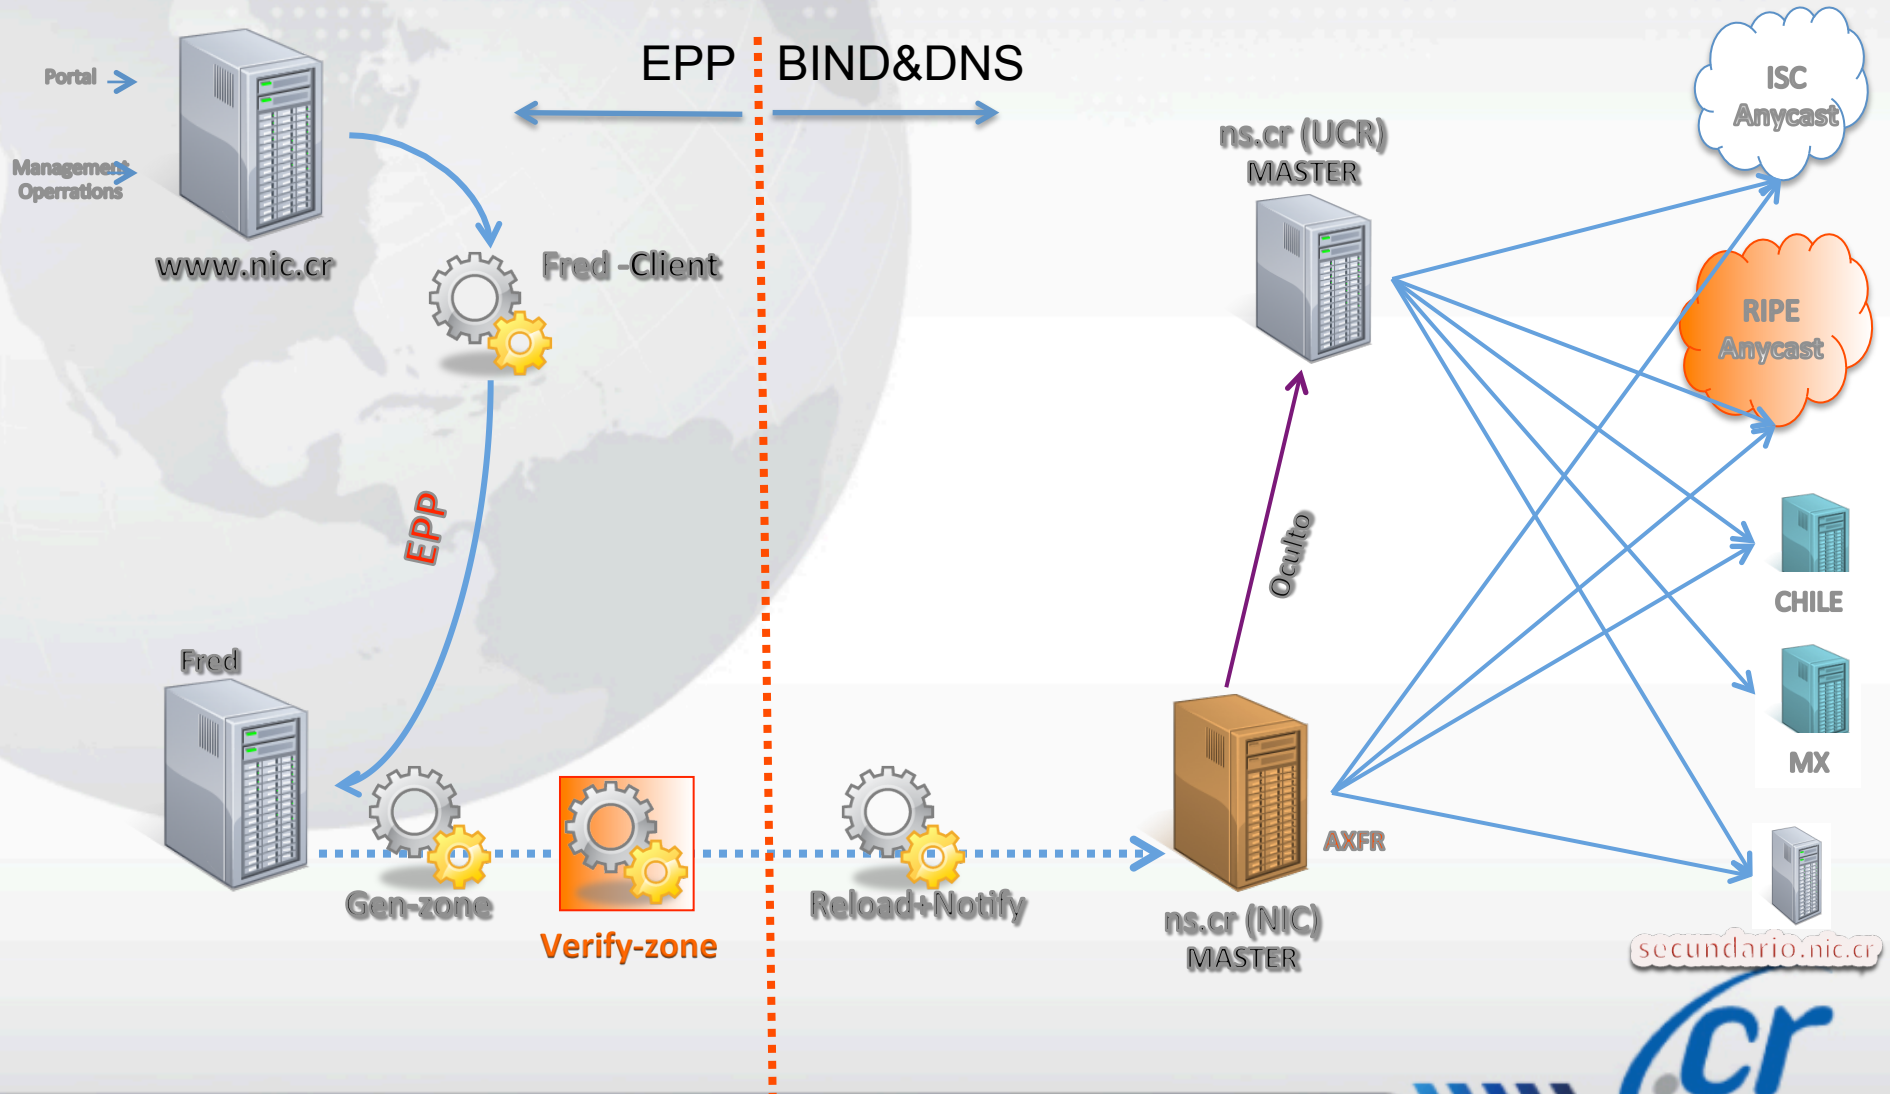 EPP
BIND&DNS
Portal
Management
Operrations
www.nic.cr
Fred -Client
EPP
Fred
Gen-zone
Verify-zone
Reload+Notify
ns.cr (UCR)
MASTER
Oculto
ns.cr (NIC)
MASTER
AXFR
ISC
Anycast
RIPE
Anycast
CHILE
MX
secundario.nic.cr
.cr